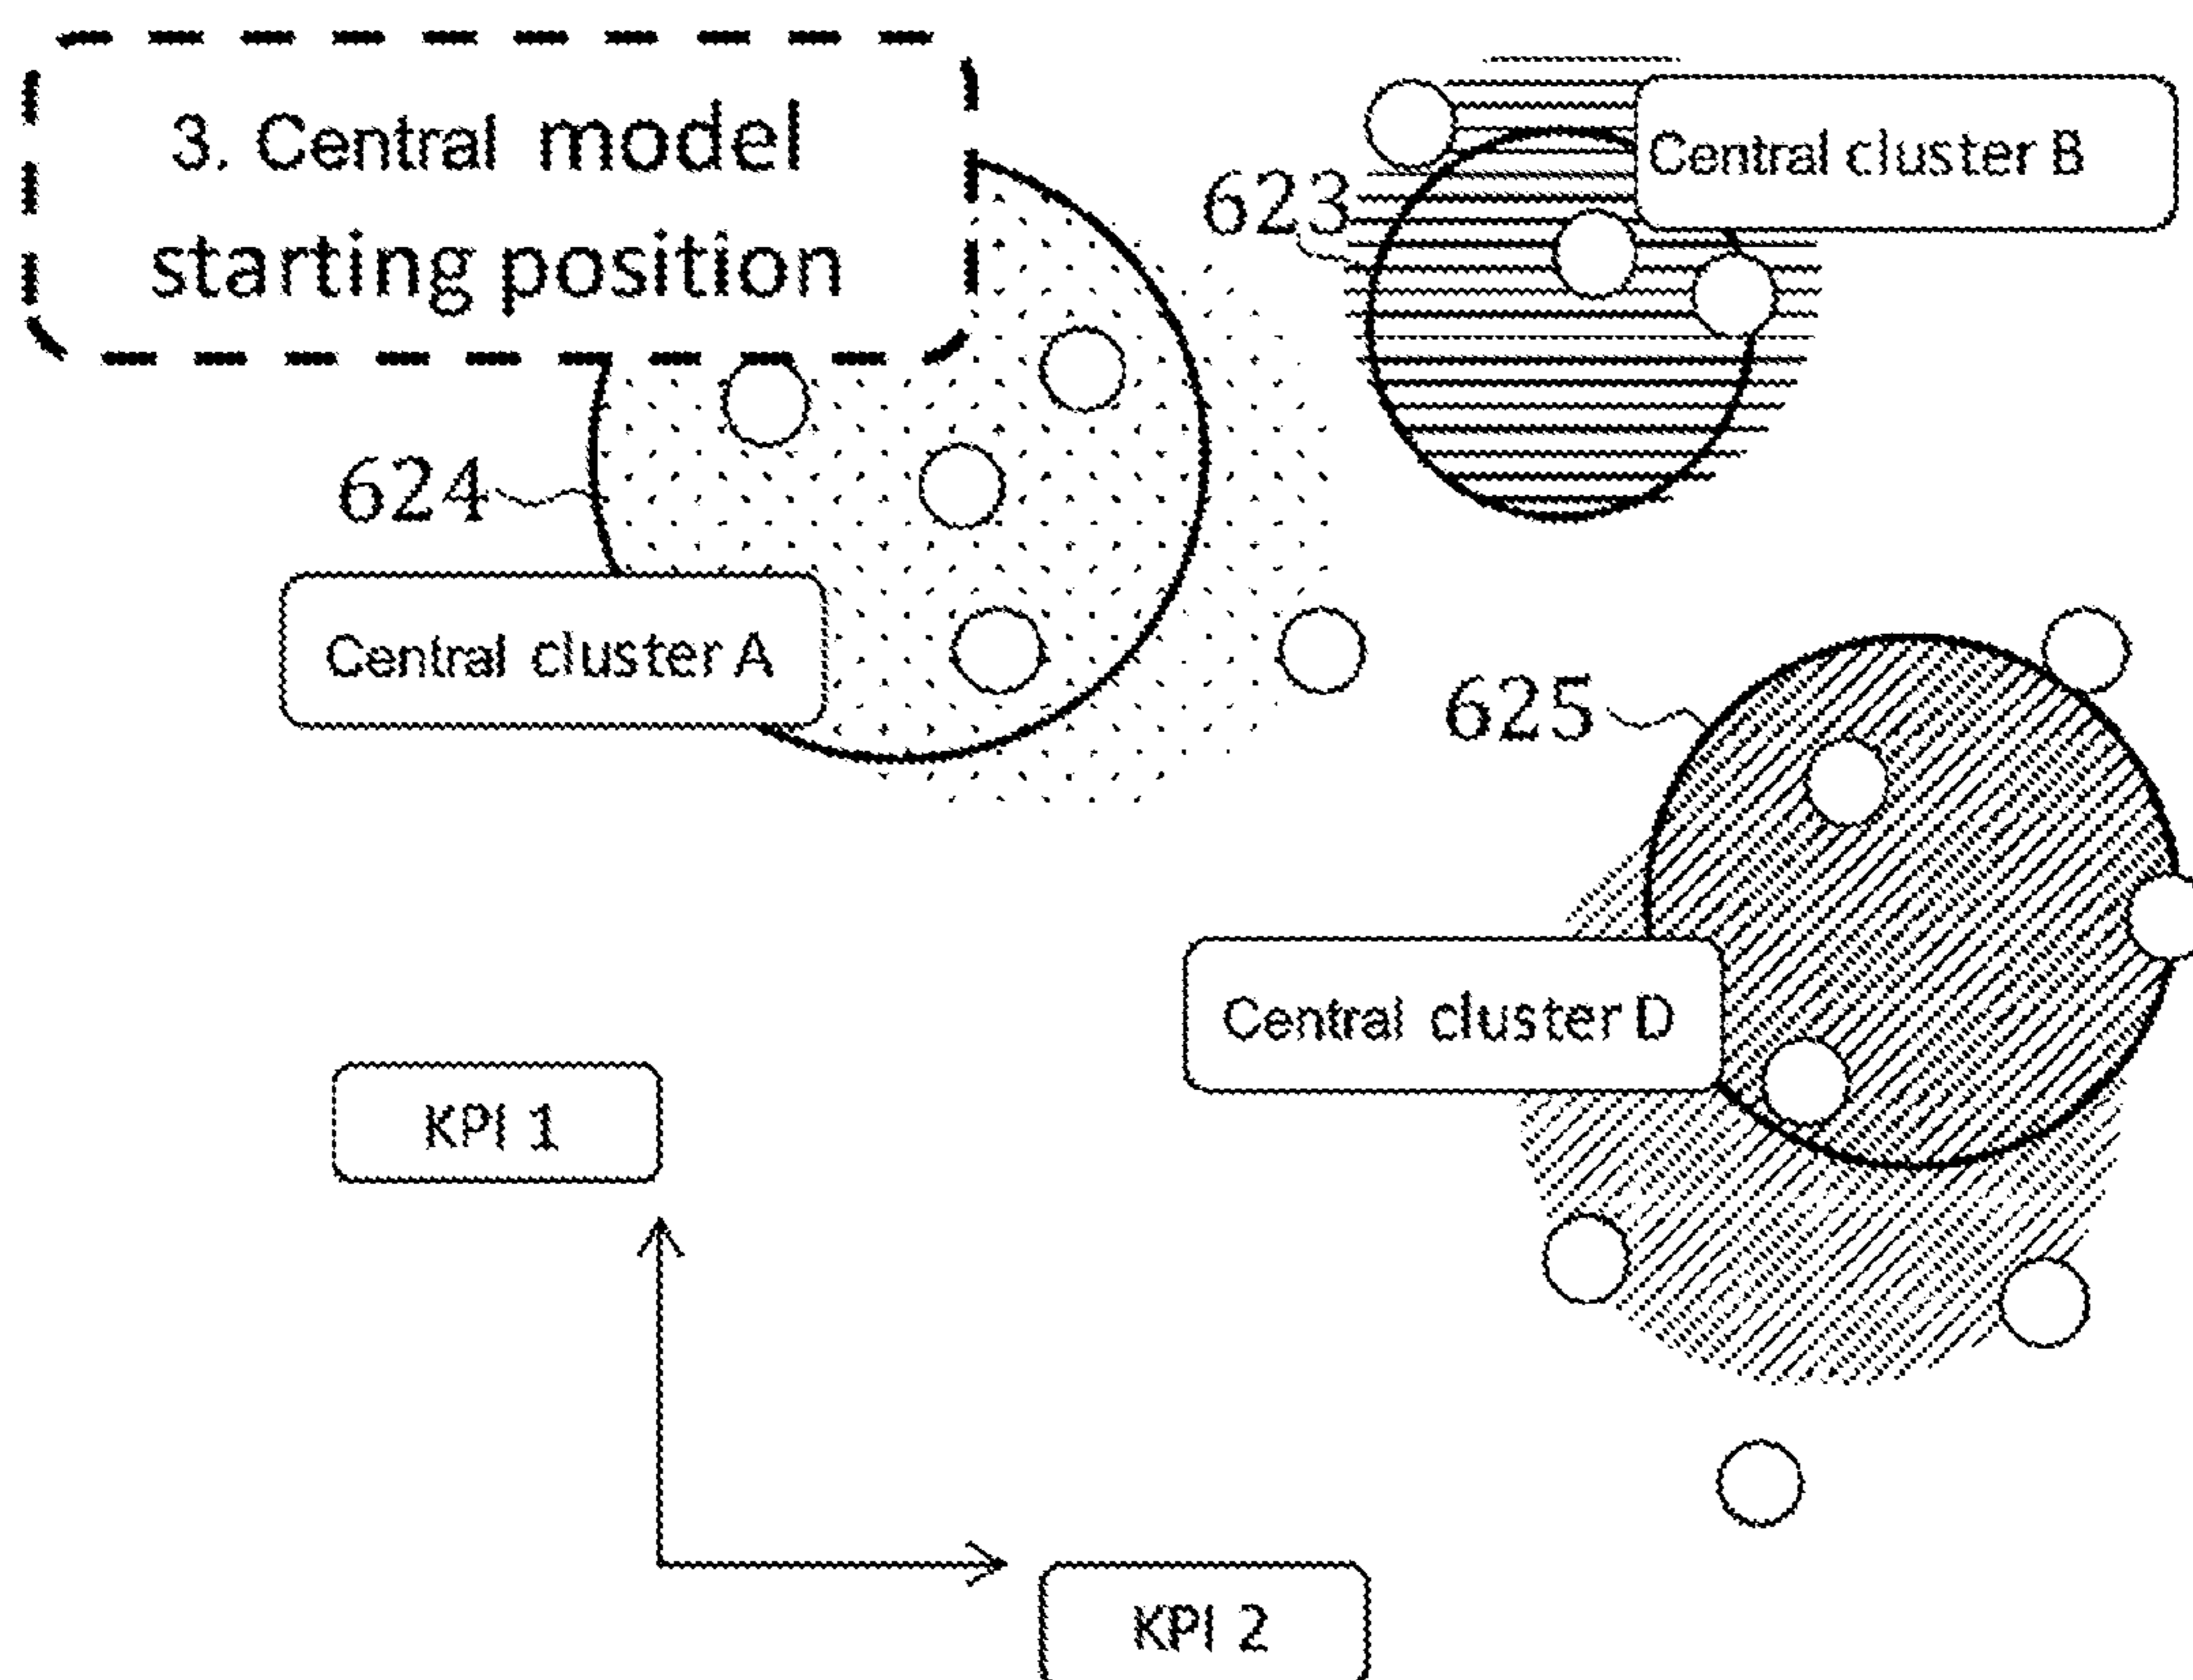 3. Central model
starting position
Central cluster B
623
624
Central cluster A
625
Central cluster D
KPI 1
KPI 2